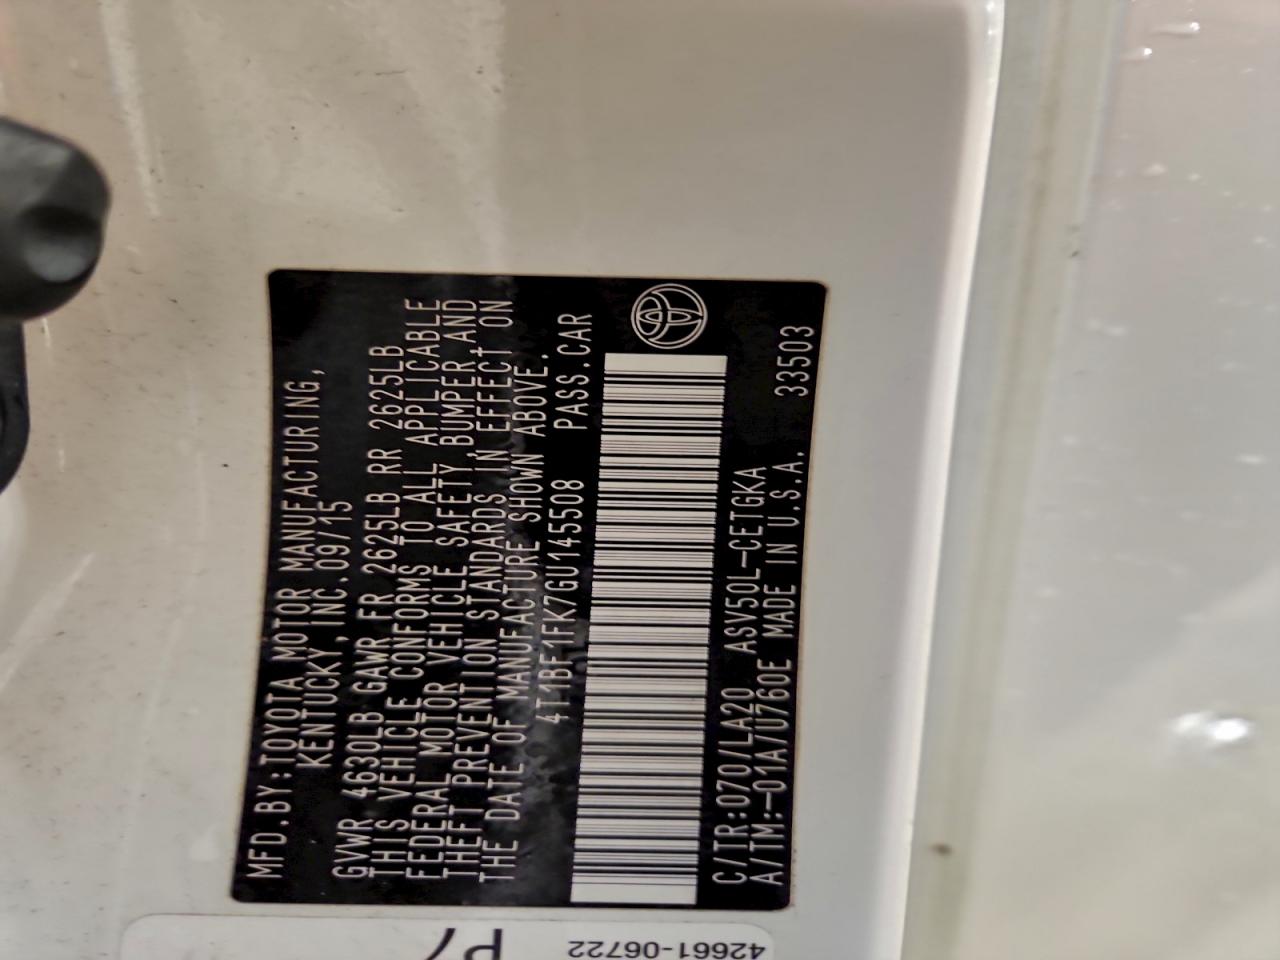 MFD.BY:TOYOTA MOTOR MANUFACTURING,
KENTUCKY, INC.09/15
GVWR 4630LB GAWR FR 2625LB RR 2625LB
THIS VEHICLE CONFORMS TO ALL APPLICABLE
FEDERAL MOTOR VEHICLE SAFETY,BUMPER,AND
THEFT PREVENTION STANDARDS IN EFFECT ON
THE DATE OF MANUFACTURE SHOWN ABOVE.
4T1BF1FK7GU145508 PASS.CAR
C/TR:070/LA20 ASV50L-CETGKA
A/TM:-01A/U760E MADE IN U.S.A. 33503
42661-06722